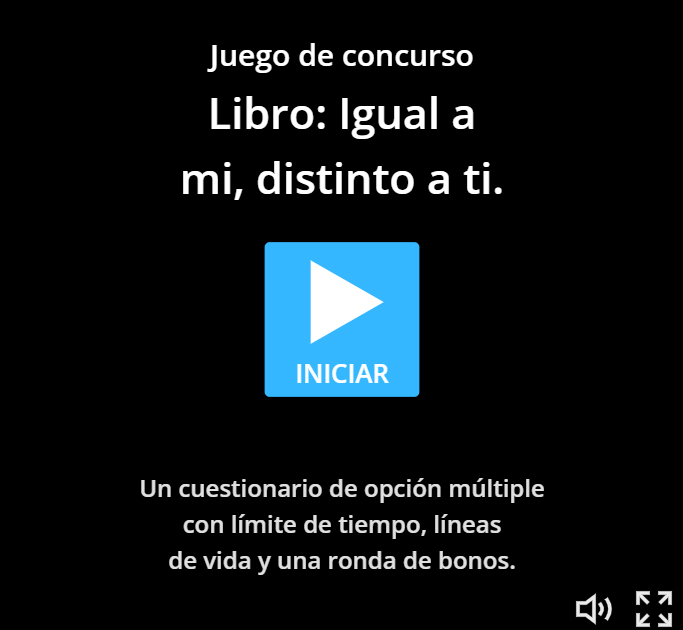 Juego de concurso
Libro: Igual a
mi, distinto a ti.
INICIAR
Un cuestionario de opción múltiple
con límite de tiempo, líneas
de vida y una ronda de bonos.